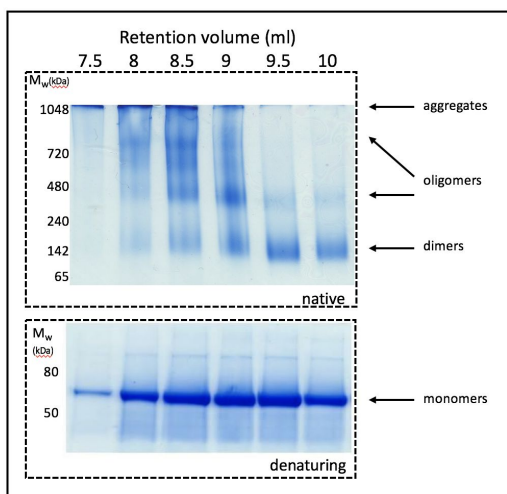 Retention volume (ml)
7.5 8 8.5 9 9.5 10
Mw(kDa)
1048
720
480
240
142
65
aggregates
oligomers
dimers
native
Mw
(kDa)
80
50
monomers
denaturing